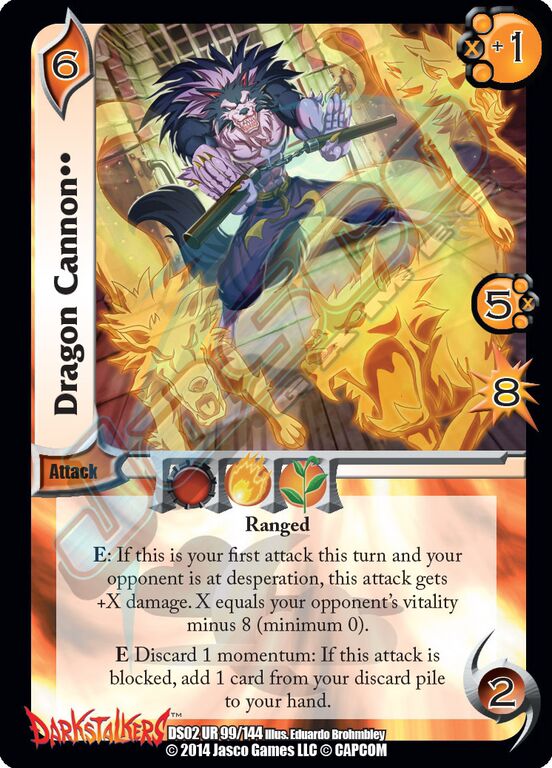 6
+1
Dragon Cannon••
5
8
Attack
Ranged
E: If this is your first attack this turn and your
opponent is at desperation, this attack gets
+X damage. X equals your opponent's vitality
minus 8 (minimum 0).
E Discard 1 momentum: If this attack is
blocked, add 1 card from your discard pile
to your hand.
2
DARKSTALKERS™
DS02 UR 99/144 Illus. Eduardo Brohmbley
© 2014 Jasco Games LLC © CAPCOM